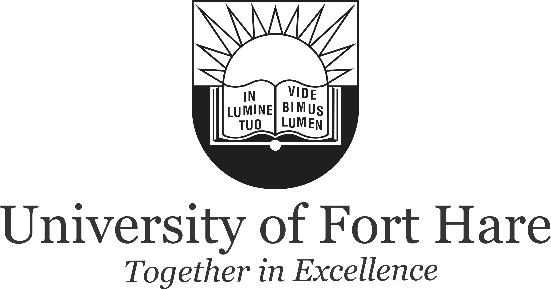 IN
LUMINE
TUO
VIDE
BIMUS
LUMEN
University of Fort Hare
Together in Excellence